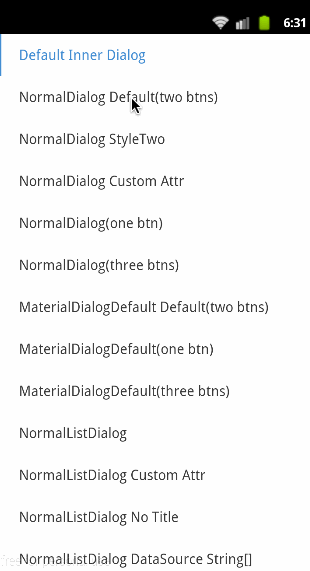 6:31
Default Inner Dialog
NormalDialog Default(two btns)
NormalDialog StyleTwo
NormalDialog Custom Attr
NormalDialog(one btn)
NormalDialog(three btns)
MaterialDialogDefault Default(two btns)
MaterialDialogDefault(one btn)
MaterialDialogDefault(three btns)
NormalListDialog
NormalListDialog Custom Attr
NormalListDialog No Title
NormalListDialog DataSource String[]